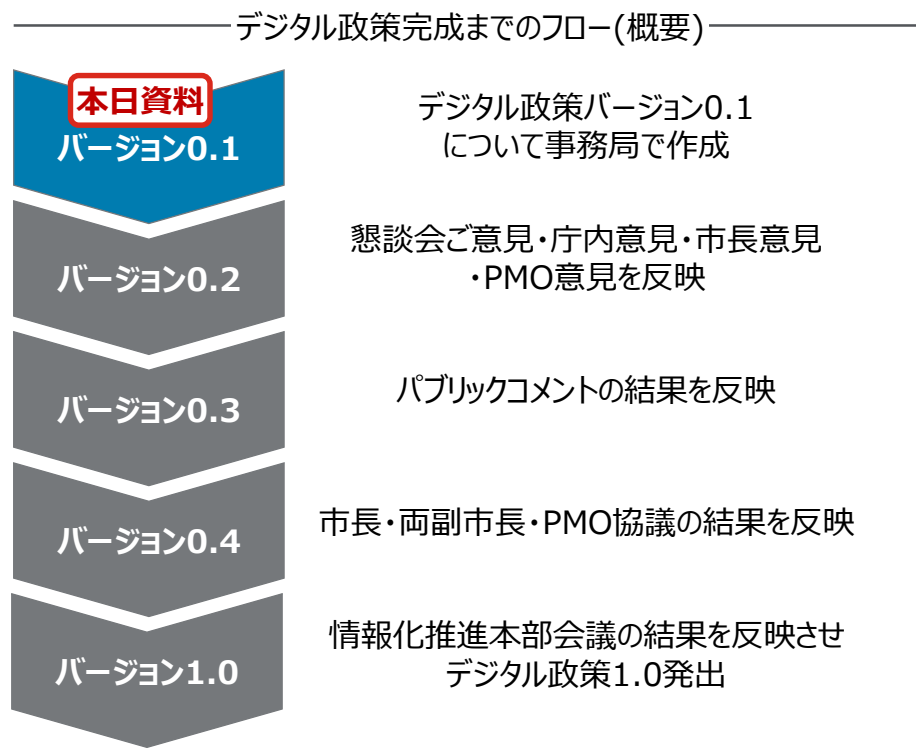 デジタル政策完成までのフロー(概要)
本日資料
バージョン0.1
デジタル政策バージョン0.1
について事務局で作成
バージョン0.2
懇談会ご意見・庁内意見・市長意見
・PMO意見を反映
バージョン0.3
パブリックコメントの結果を反映
バージョン0.4
市長・両副市長・PMO協議の結果を反映
バージョン1.0
情報化推進本部会議の結果を反映させ
デジタル政策1.0発出